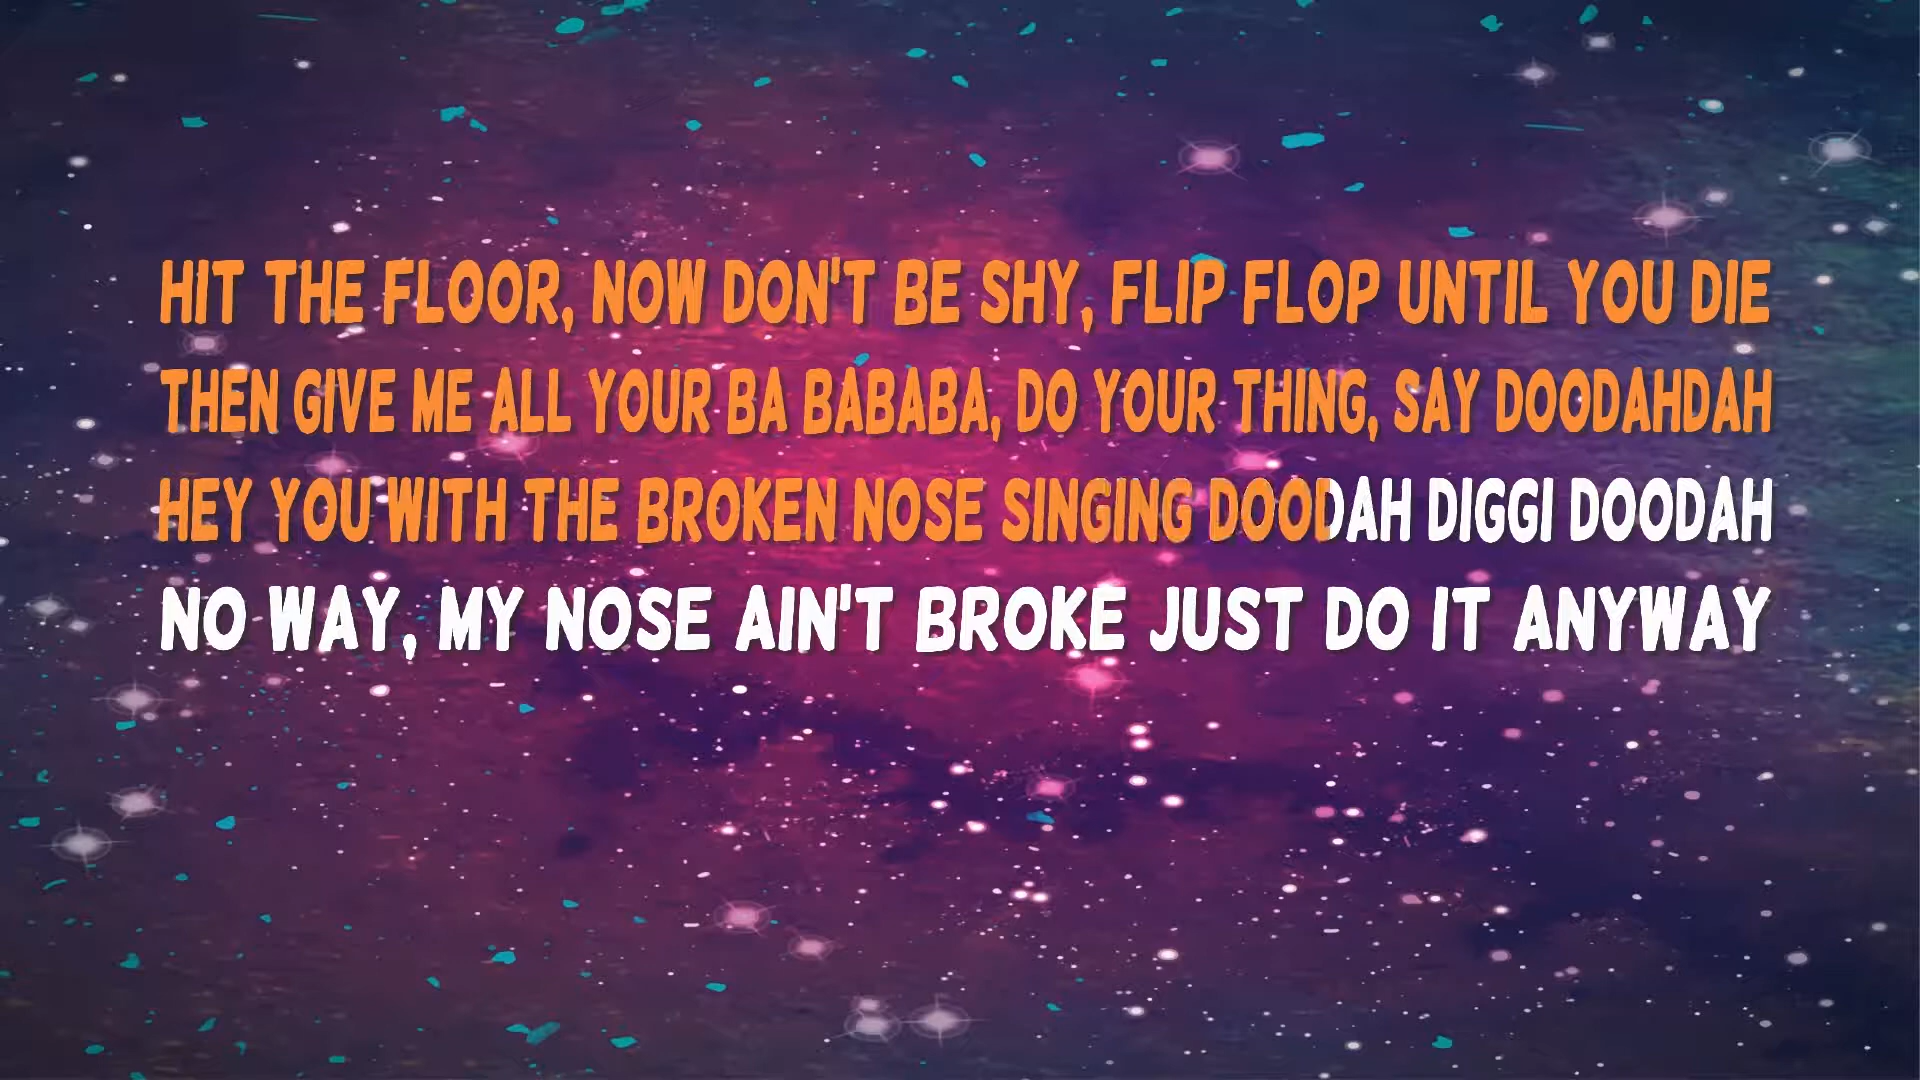 HIT THE FLOOR, NOW DON'T BE SHY, FLIP FLOP UNTIL YOU DIE
THEN GIVE ME ALL YOUR BA BABABA, DO YOUR THING, SAY DOODAHDAH
HEY YOU WITH THE BROKEN NOSE SINGING DOODAH DIGGI DOODAH
NO WAY, MY NOSE AIN'T BROKE JUST DO IT ANYWAY